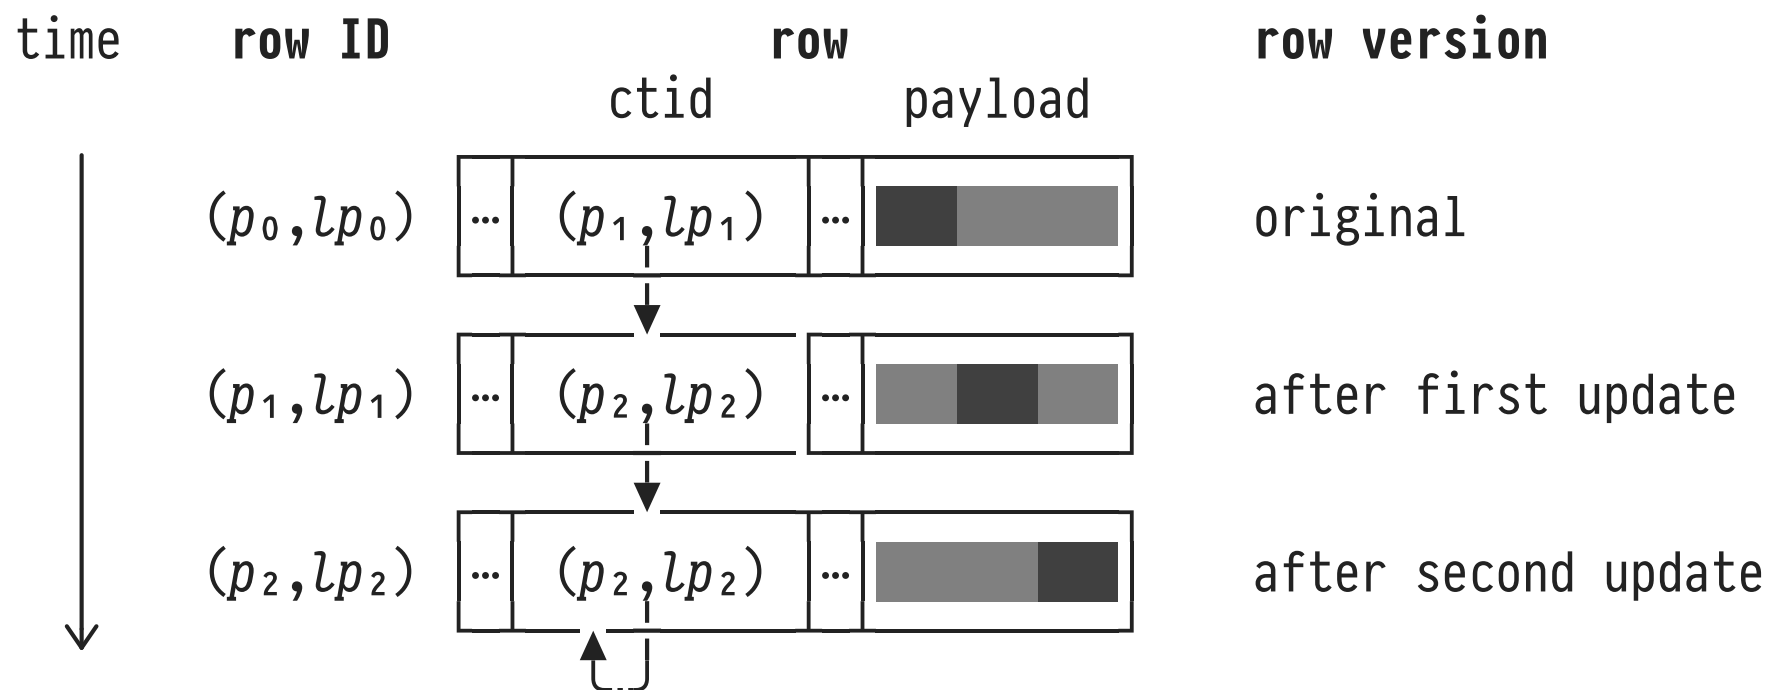 time row ID row row version
ctid payload
(p₀,lp₀) ... (p₁,lp₁) ... original
(p₁,lp₁) ... (p₂,lp₂) ... after first update
(p₂,lp₂) ... (p₂,lp₂) ... after second update